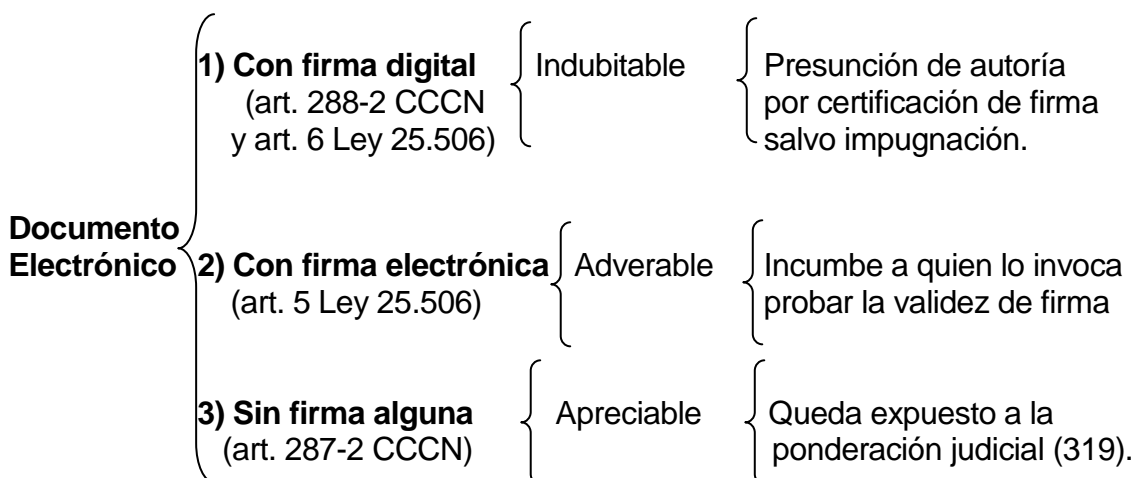 1) Con firma digital Indubitable Presunción de autoría
(art. 288-2 CCCN por certificación de firma
y art. 6 Ley 25.506) salvo impugnación.
Documento
Electrónico 2) Con firma electrónica Adverable Incumbe a quien lo invoca
(art. 5 Ley 25.506) probar la validez de firma
3) Sin firma alguna Apreciable Queda expuesto a la
(art. 287-2 CCCN) ponderación judicial (319).